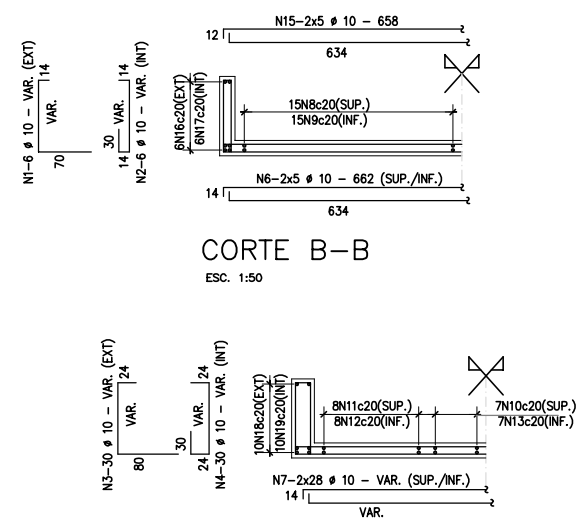 N15-2x5 ø 10 - 658
12
634
N1-6 ø 10 - VAR. (EXT)
14
VAR.
70
14
VAR.
30
14
N2-6 ø 10 - VAR. (INT)
6N16c20(EXT)
6N17c20(INT)
15N8c20(SUP.)
15N9c20(INF.)
N6-2x5 ø 10 - 662 (SUP./INF.)
14
634
CORTE B-B
ESC. 1:50
N3-30 ø 10 - VAR. (EXT)
24
VAR.
80
24
VAR.
30
24
N4-30 ø 10 - VAR. (INT)
10N18c20(EXT)
10N19c20(INT)
8N11c20(SUP.)
8N12c20(INF.)
7N10c20(SUP.)
7N13c20(INF.)
N7-2x28 ø 10 - VAR. (SUP./INF.)
14
VAR.